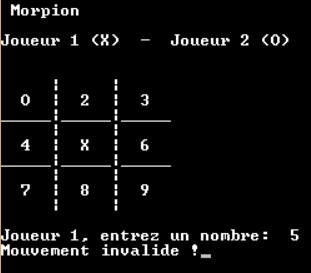 Morpion
Joueur 1 (X) - Joueur 2 (O)
O 2 3
4 X 6
7 8 9
Joueur 1, entrez un nombre: 5
Mouvement invalide !_